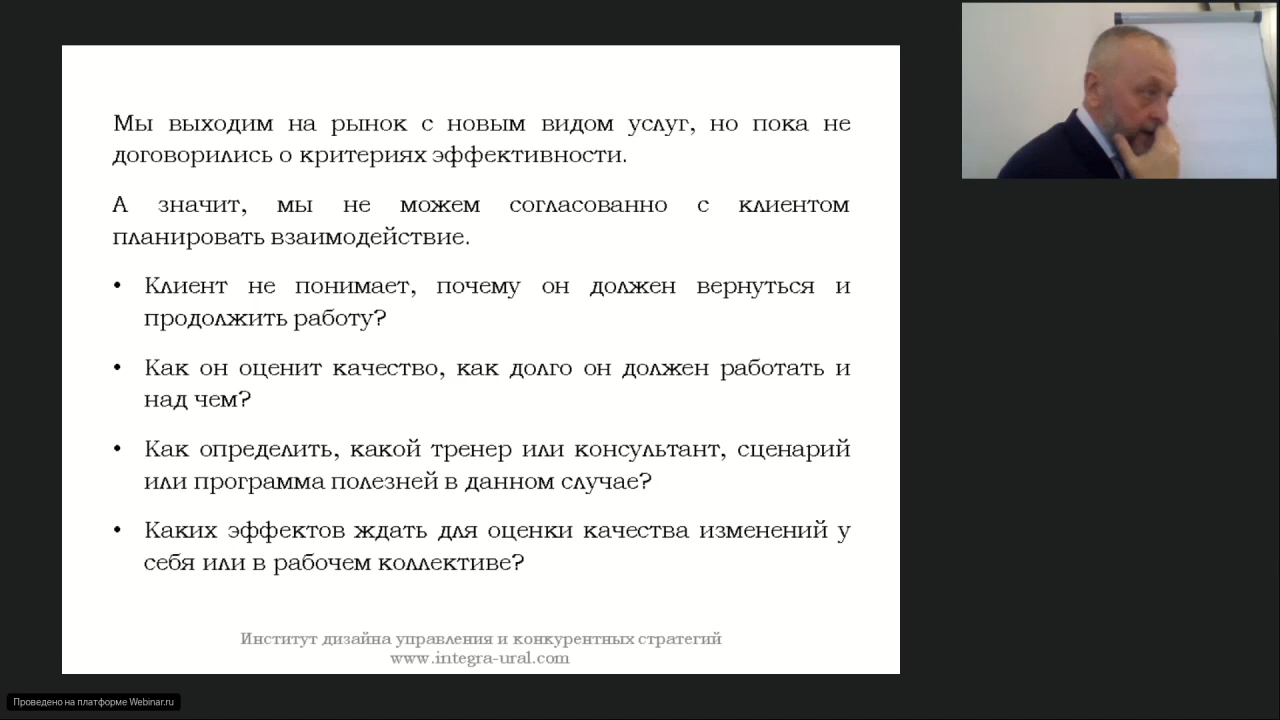 Мы выходим на рынок с новым видом услуг, но пока не
договорились о критериях эффективности.
А значит, мы не можем согласованно с клиентом
планировать взаимодействие.
• Клиент не понимает, почему он должен вернуться и
продолжить работу?
• Как он оценит качество, как долго он должен работать и
над чем?
• Как определить, какой тренер или консультант, сценарий
или программа полезней в данном случае?
• Каких эффектов ждать для оценки качества изменений у
себя или в рабочем коллективе?
Институт дизайна управления и конкурентных стратегий
www.integra-ural.com
Проведено на платформе Webinar.ru